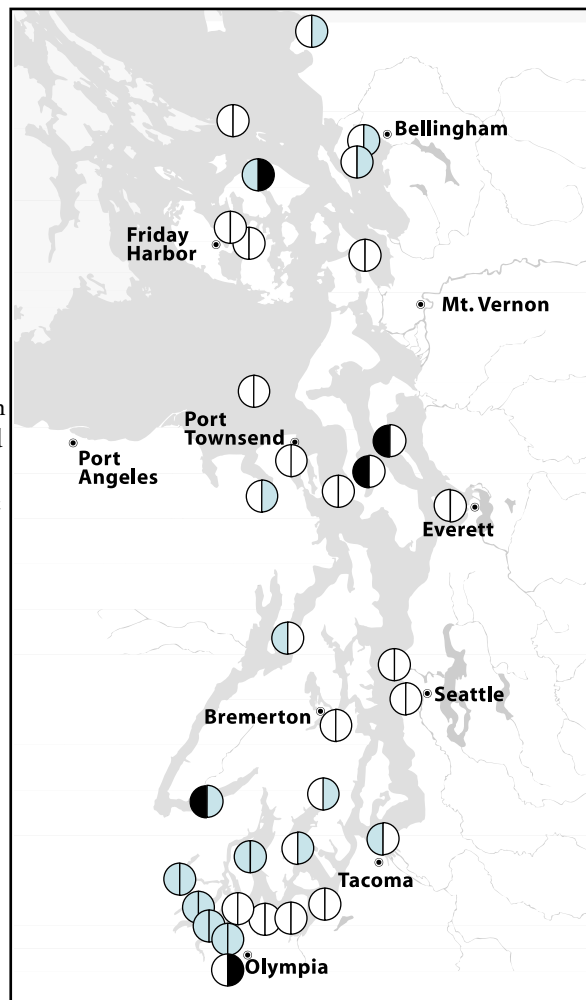 Bellingham
Friday
Harbor
Mt. Vernon
Port
Townsend
Port
Angeles
Everett
Seattle
Bremerton
Tacoma
Olympia